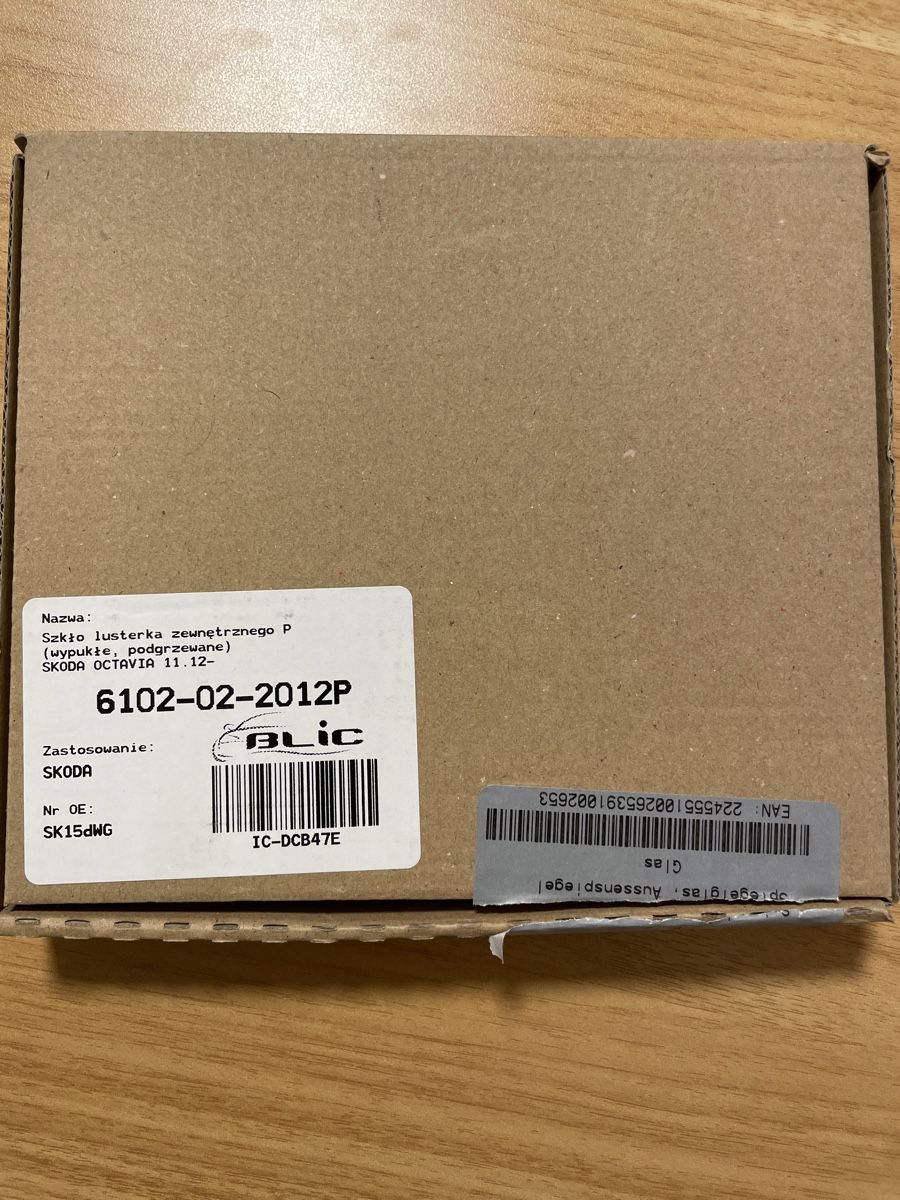 Nazwa:
Szkło lusterka zewnętrznego P
(wypukłe, podgrzewane)
SKODA OCTAVIA 11.12-
6102-02-2012P
BLIC
Zastosowanie:
SKODA
Nr OE:
SK15dWG
IC-DCB47E
Spiegelglas, Aussenspiegel
Glas
EAN: 224555100265391002653